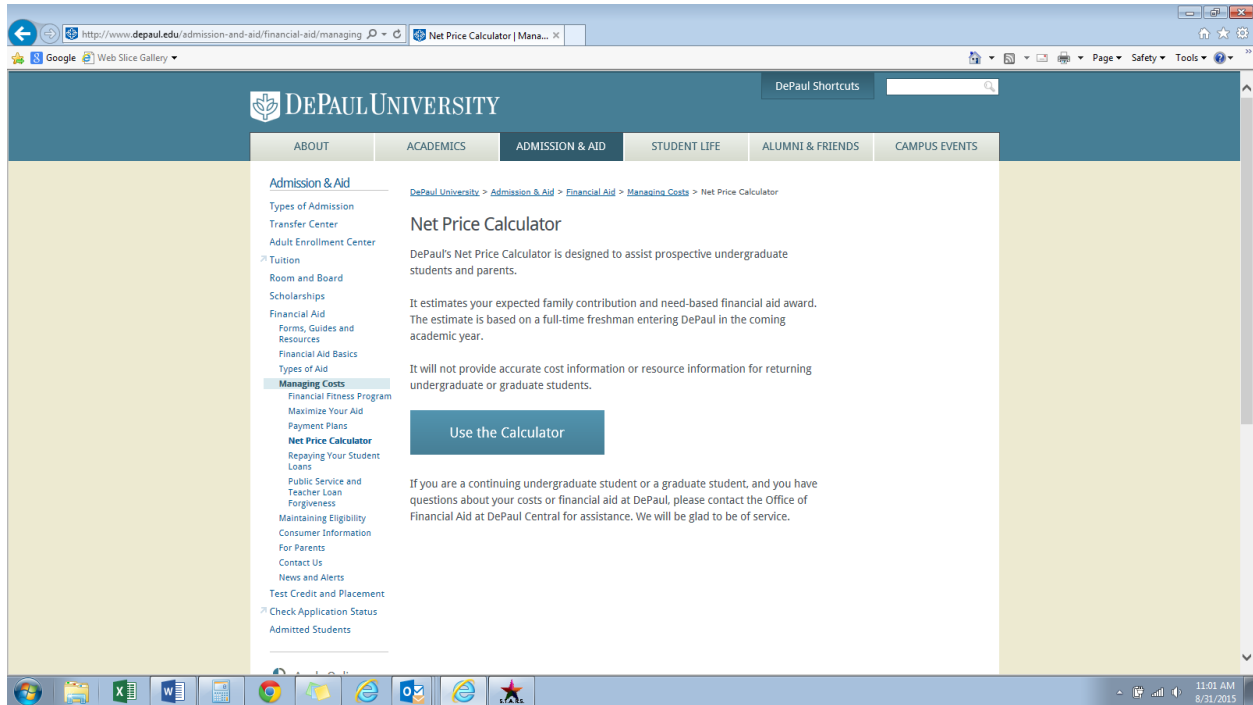 http://www.depaul.edu/admission-and-aid/financial-aid/managing
Net Price Calculator | Mana...
Google
Web Slice Gallery
Page
Safety
Tools
DePaul Shortcuts
DEPAUL UNIVERSITY
ABOUT
ACADEMICS
ADMISSION & AID
STUDENT LIFE
ALUMNI & FRIENDS
CAMPUS EVENTS
Admission & Aid
Types of Admission
Transfer Center
Adult Enrollment Center
Tuition
Room and Board
Scholarships
Financial Aid
Forms, Guides and
Resources
Financial Aid Basics
Types of Aid
Managing Costs
Financial Fitness Program
Maximize Your Aid
Payment Plans
Net Price Calculator
Repaying Your Student
Loans
Public Service and
Teacher Loan
Forgiveness
Maintaining Eligibility
Consumer Information
For Parents
Contact Us
News and Alerts
Test Credit and Placement
Check Application Status
Admitted Students
DePaul University > Admission & Aid > Financial Aid > Managing Costs > Net Price Calculator
Net Price Calculator
DePaul's Net Price Calculator is designed to assist prospective undergraduate
students and parents.
It estimates your expected family contribution and need-based financial aid award.
The estimate is based on a full-time freshman entering DePaul in the coming
academic year.
It will not provide accurate cost information or resource information for returning
undergraduate or graduate students.
Use the Calculator
If you are a continuing undergraduate student or a graduate student, and you have
questions about your costs or financial aid at DePaul, please contact the Office of
Financial Aid at DePaul Central for assistance. We will be glad to be of service.
S.T.A.R.S.
11:01 AM
8/31/2015